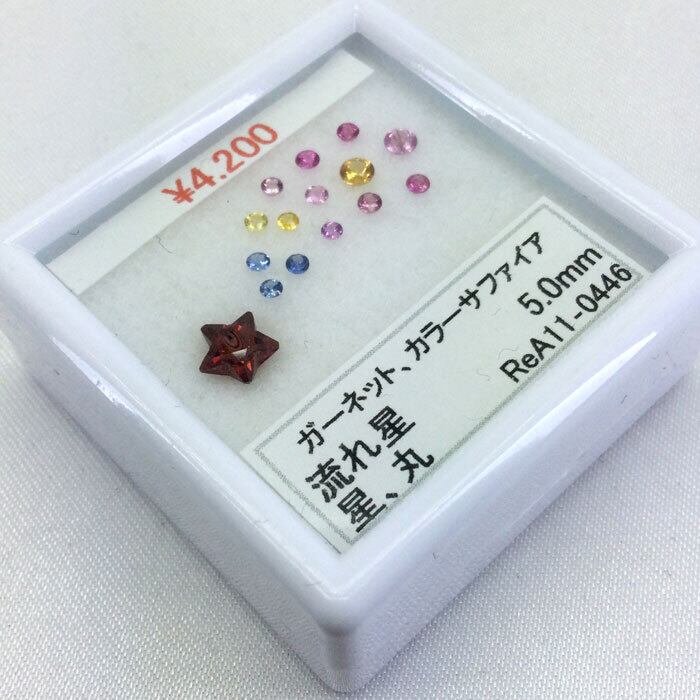 ¥4,200
ガーネット、カラーサファイア
流れ星 5.0mm
星、丸 ReA11-0446